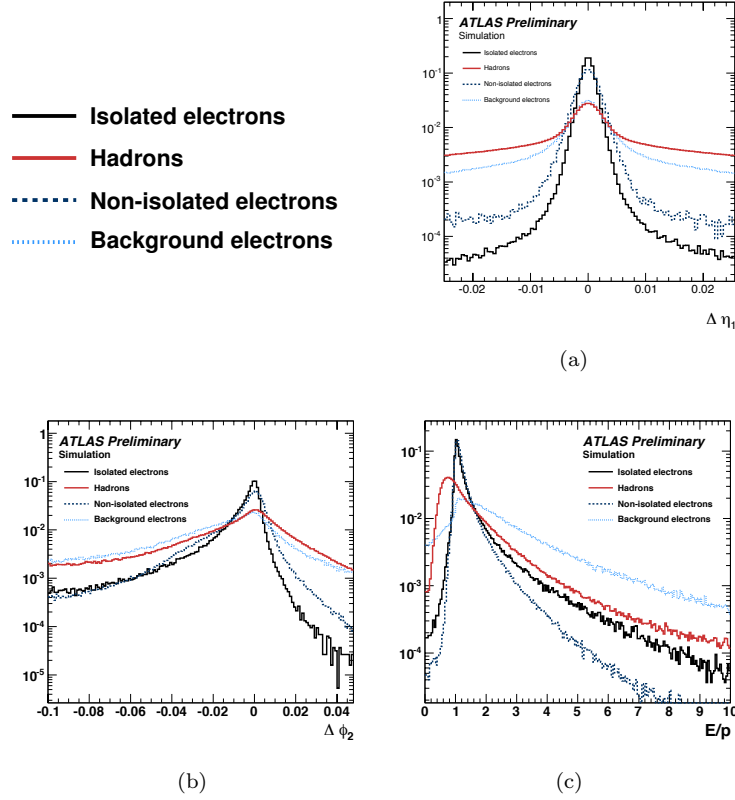 Isolated electrons
Hadrons
Non-isolated electrons
Background electrons
ATLAS Preliminary
Simulation
Isolated electrons
Hadrons
Non-isolated electrons
Background electrons
1
10⁻¹
10⁻²
10⁻³
10⁻⁴
-0.02 -0.01 0 0.01 0.02
Δ η₁
(a)
ATLAS Preliminary
Simulation
Isolated electrons
Hadrons
Non-isolated electrons
Background electrons
1
10⁻¹
10⁻²
10⁻³
10⁻⁴
10⁻⁵
-0.1 -0.08 -0.06 -0.04 -0.02 0 0.02 0.04
Δ ϕ₂
(b)
ATLAS Preliminary
Simulation
Isolated electrons
Hadrons
Non-isolated electrons
Background electrons
10⁻¹
10⁻²
10⁻³
10⁻⁴
0 1 2 3 4 5 6 7 8 9 10
E/p
(c)